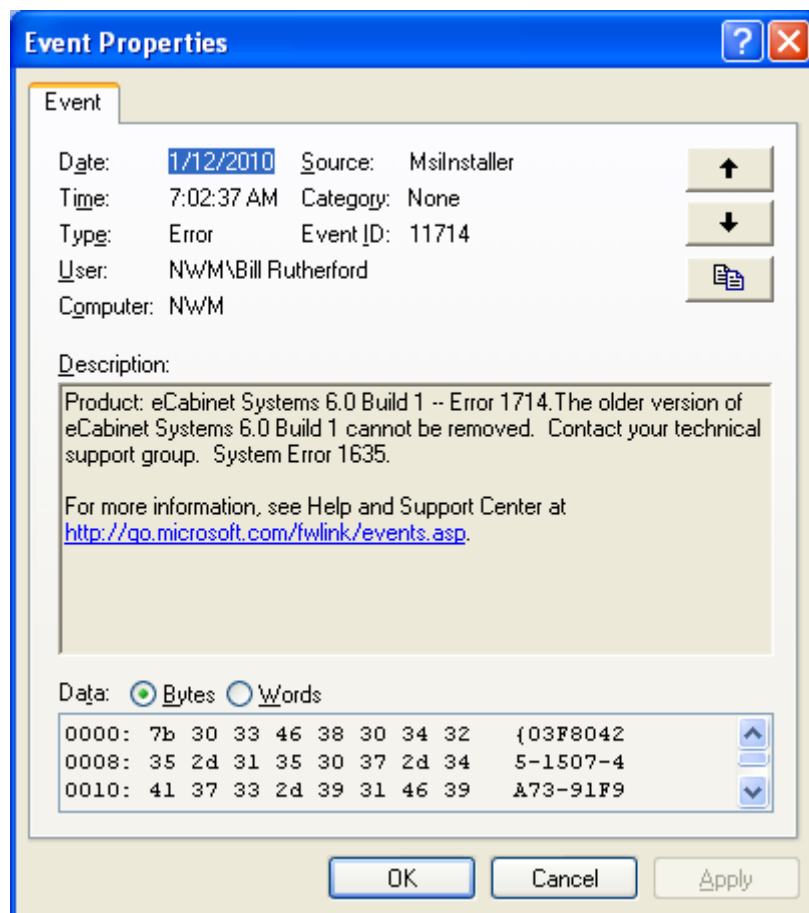 Event Properties
Event
Date: 1/12/2010 Source: MsiInstaller
Time: 7:02:37 AM Category: None
Type: Error Event ID: 11714
User: NWM\Bill Rutherford
Computer: NWM
Description:
Product: eCabinet Systems 6.0 Build 1 -- Error 1714.The older version of
eCabinet Systems 6.0 Build 1 cannot be removed.  Contact your technical
support group.  System Error 1635.
For more information, see Help and Support Center at
http://go.microsoft.com/fwlink/events.asp.
Data: Bytes Words
0000: 7b 30 33 46 38 30 34 32 {03F8042
0008: 35 2d 31 35 30 37 2d 34 5-1507-4
0010: 41 37 33 2d 39 31 46 39 A73-91F9
OK Cancel Apply